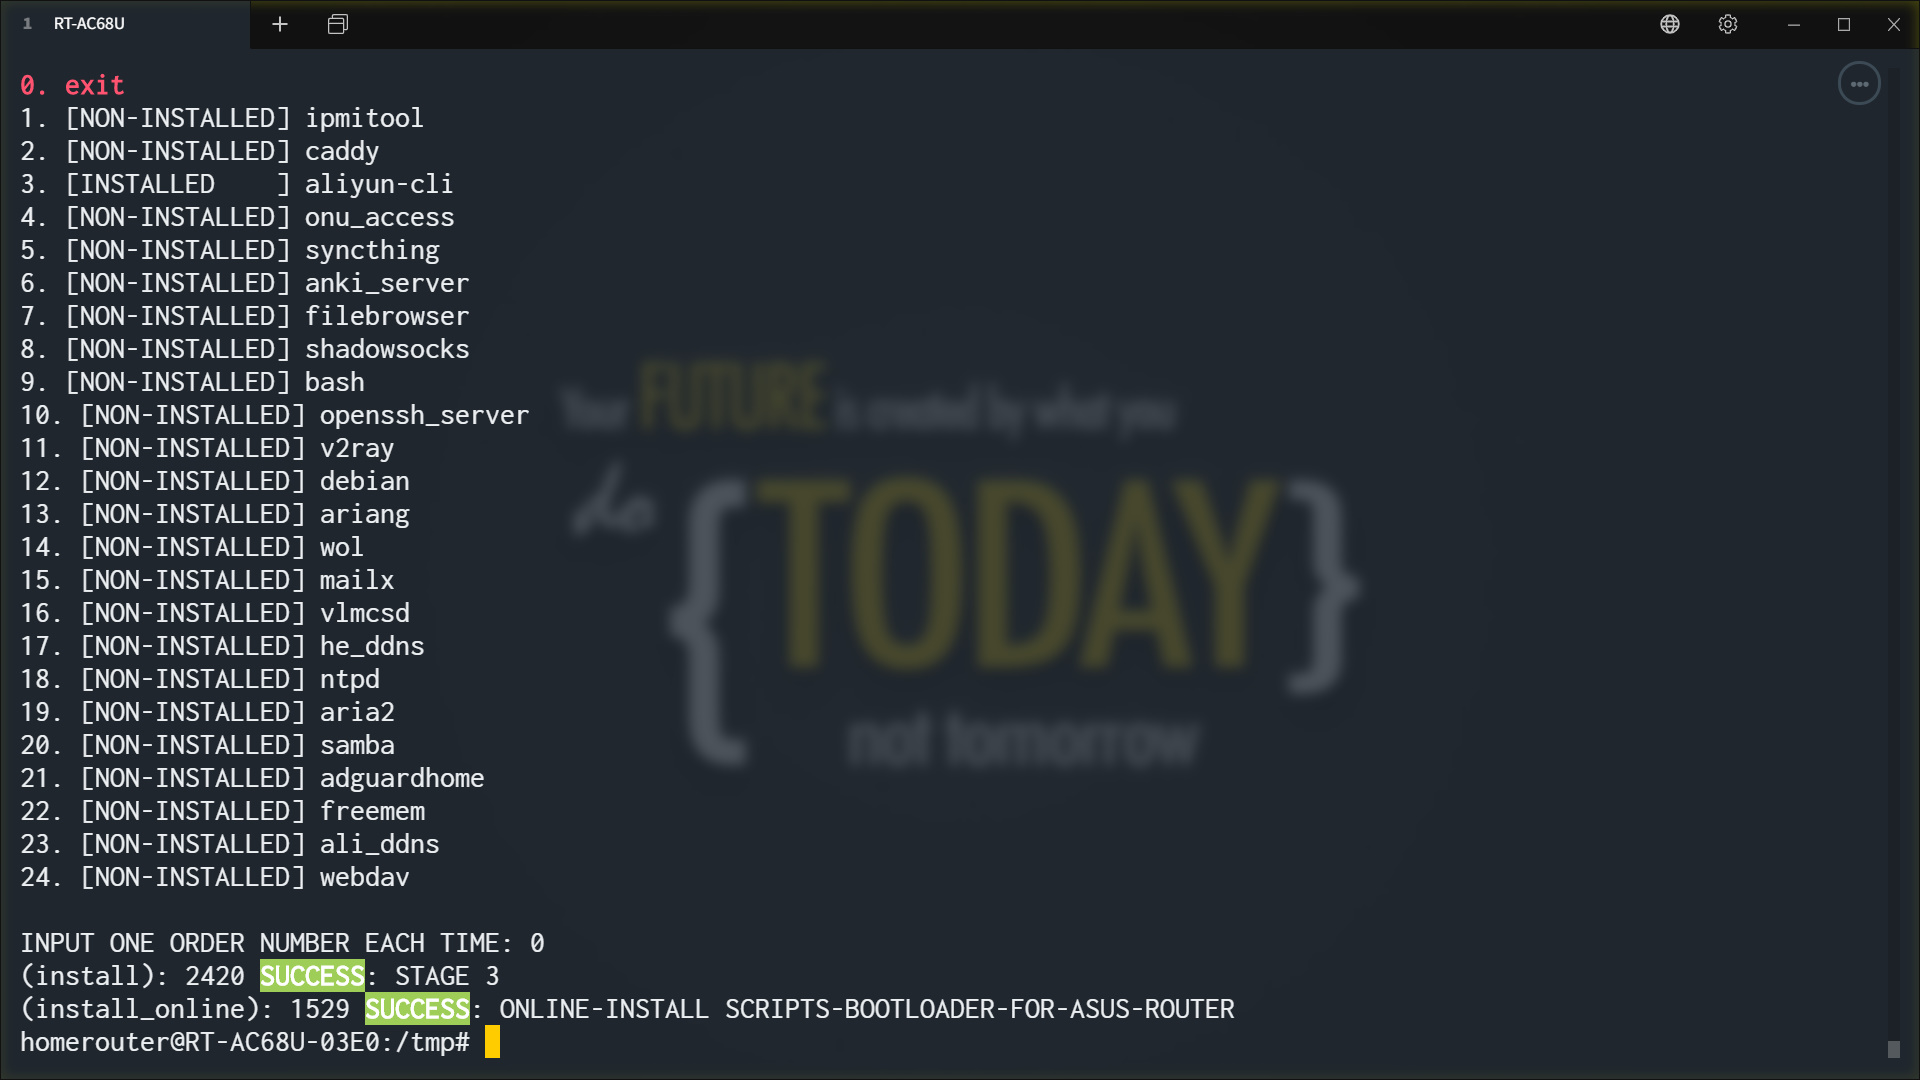 1 RT-AC68U
0. exit
1. [NON-INSTALLED] ipmitool
2. [NON-INSTALLED] caddy
3. [INSTALLED    ] aliyun-cli
4. [NON-INSTALLED] onu_access
5. [NON-INSTALLED] syncthing
6. [NON-INSTALLED] anki_server
7. [NON-INSTALLED] filebrowser
8. [NON-INSTALLED] shadowsocks
9. [NON-INSTALLED] bash
10. [NON-INSTALLED] openssh_server
11. [NON-INSTALLED] v2ray
12. [NON-INSTALLED] debian
13. [NON-INSTALLED] ariang
14. [NON-INSTALLED] wol
15. [NON-INSTALLED] mailx
16. [NON-INSTALLED] vlmcsd
17. [NON-INSTALLED] he_ddns
18. [NON-INSTALLED] ntpd
19. [NON-INSTALLED] aria2
20. [NON-INSTALLED] samba
21. [NON-INSTALLED] adguardhome
22. [NON-INSTALLED] freemem
23. [NON-INSTALLED] ali_ddns
24. [NON-INSTALLED] webdav
INPUT ONE ORDER NUMBER EACH TIME: 0
(install): 2420 SUCCESS: STAGE 3
(install_online): 1529 SUCCESS: ONLINE-INSTALL SCRIPTS-BOOTLOADER-FOR-ASUS-ROUTER
homerouter@RT-AC68U-03E0:/tmp#
Your FUTURE is created by what you
do {TODAY}
not tomorrow